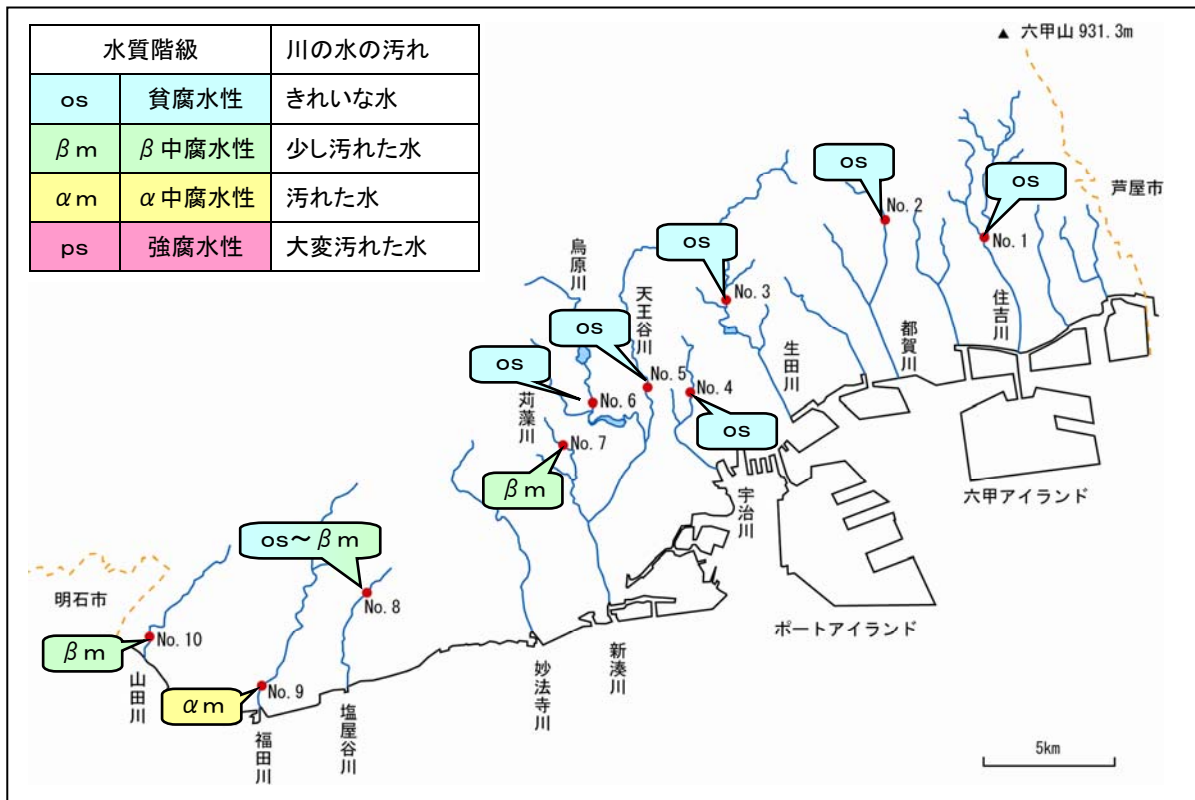 水質階級 川の水の汚れ
os 貧腐水性 きれいな水
βm β中腐水性 少し汚れた水
αm α中腐水性 汚れた水
ps 強腐水性 大変汚れた水
▲ 六甲山 931.3m
芦屋市
os
No.1
os
No.2
os
No.3
os
No.4
os
No.5
os
No.6
βm
No.7
os～βm
No.8
αm
No.9
βm
No.10
烏原川
天王谷川
苅藻川
生田川
都賀川
住吉川
宇治川
六甲アイランド
ポートアイランド
明石市
山田川
福田川
塩屋谷川
妙法寺川
新湊川
5km